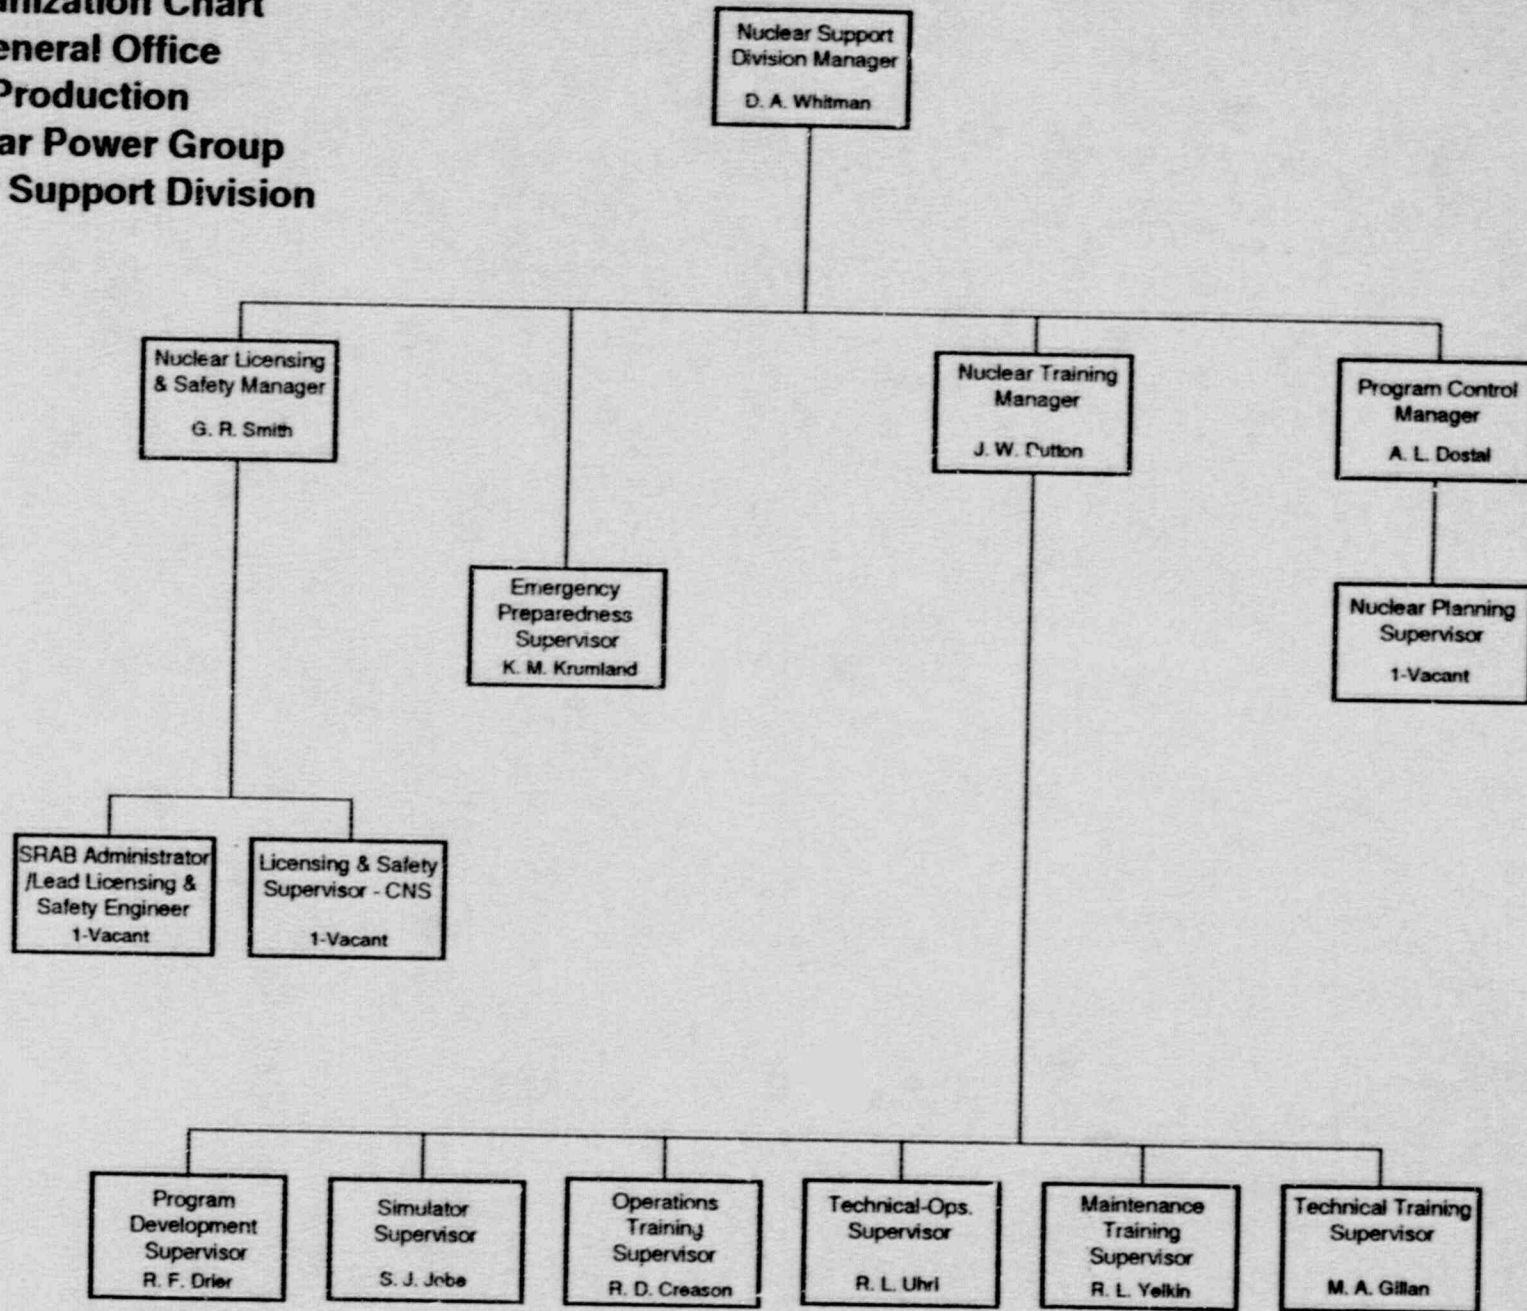 anization Chart
eneral Office
Production
ar Power Group
Support Division
Nuclear Support
Division Manager
D. A. Whitman
Nuclear Licensing
& Safety Manager
G. R. Smith
Nuclear Training
Manager
J. W. Dutton
Program Control
Manager
A. L. Dostal
Emergency
Preparedness
Supervisor
K. M. Krumland
Nuclear Planning
Supervisor
1-Vacant
SRAB Administrator
/Lead Licensing &
Safety Engineer
1-Vacant
Licensing & Safety
Supervisor - CNS
1-Vacant
Program
Development
Supervisor
R. F. Drier
Simulator
Supervisor
S. J. Jobe
Operations
Training
Supervisor
R. D. Creason
Technical-Ops.
Supervisor
R. L. Uhri
Maintenance
Training
Supervisor
R. L. Yelkin
Technical Training
Supervisor
M. A. Gillan